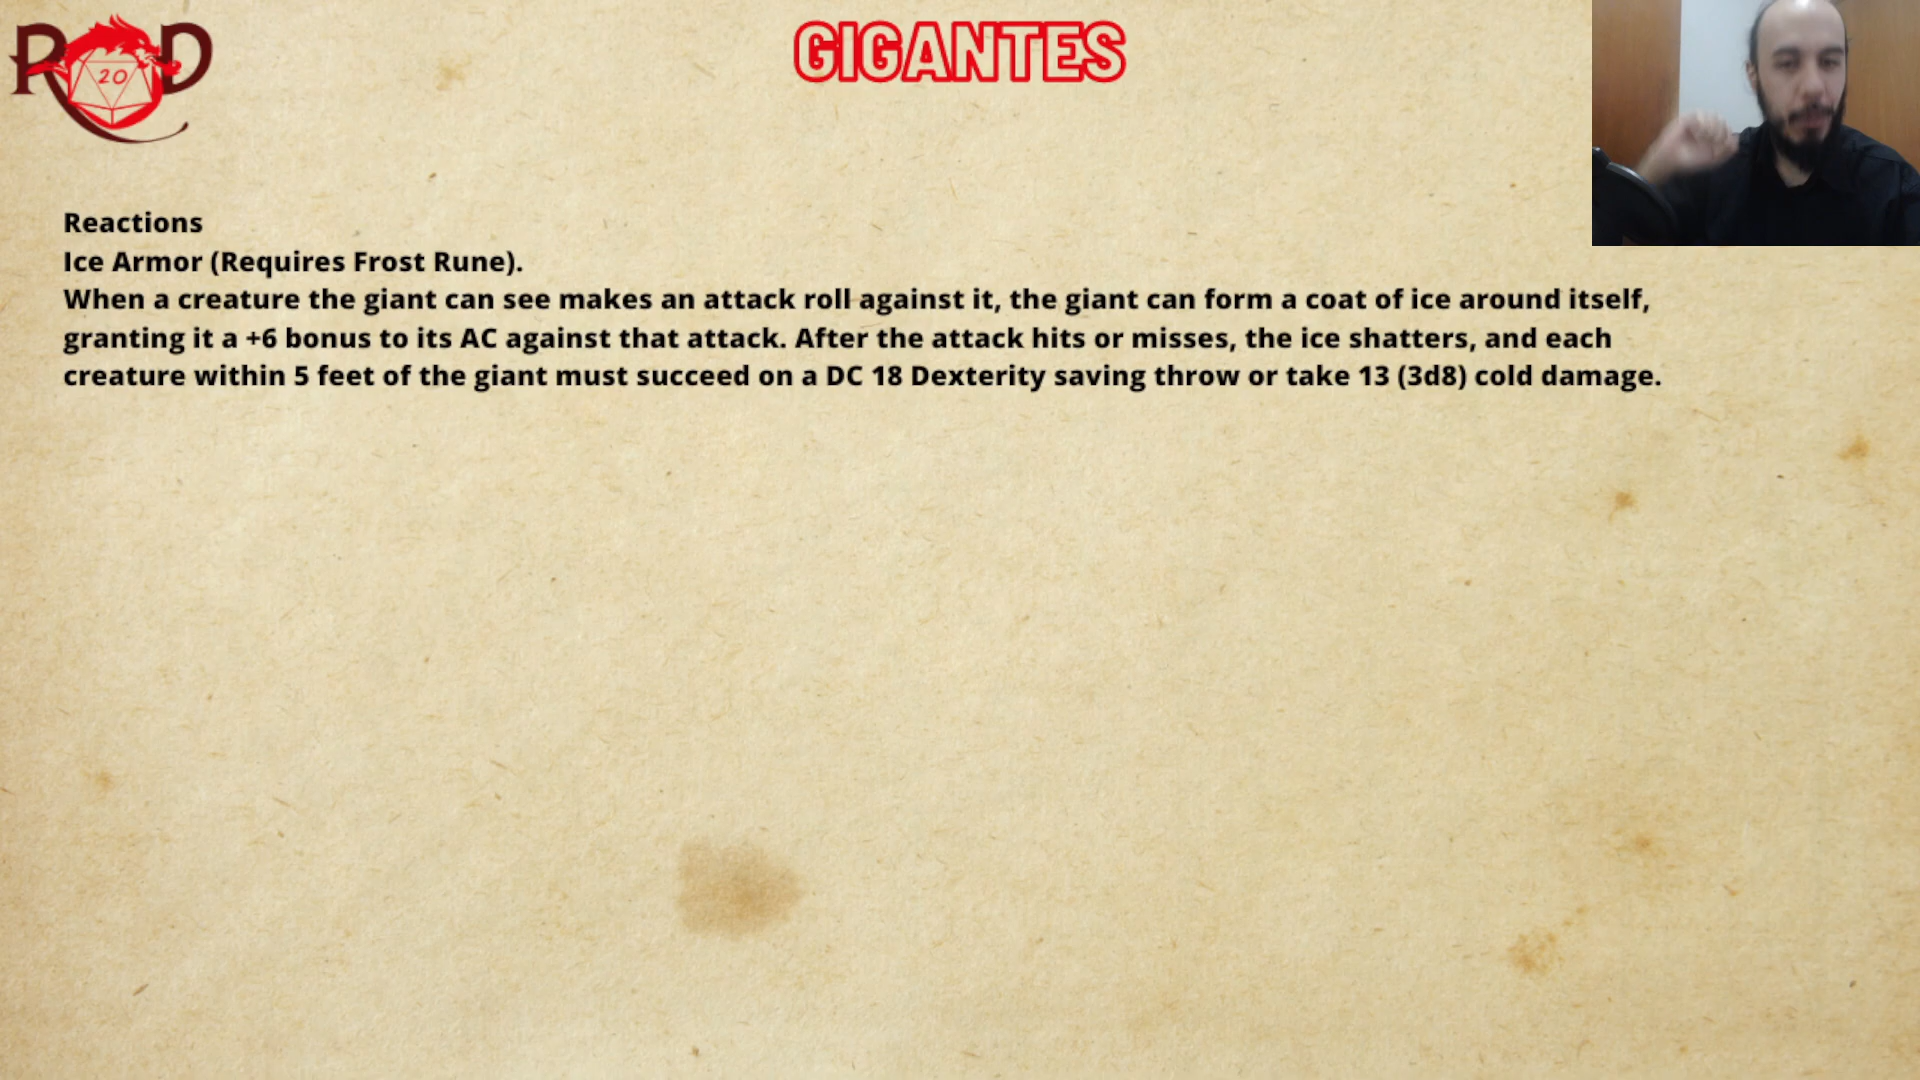 R D
20
GIGANTES
Reactions
Ice Armor (Requires Frost Rune).
When a creature the giant can see makes an attack roll against it, the giant can form a coat of ice around itself,
granting it a +6 bonus to its AC against that attack. After the attack hits or misses, the ice shatters, and each
creature within 5 feet of the giant must succeed on a DC 18 Dexterity saving throw or take 13 (3d8) cold damage.